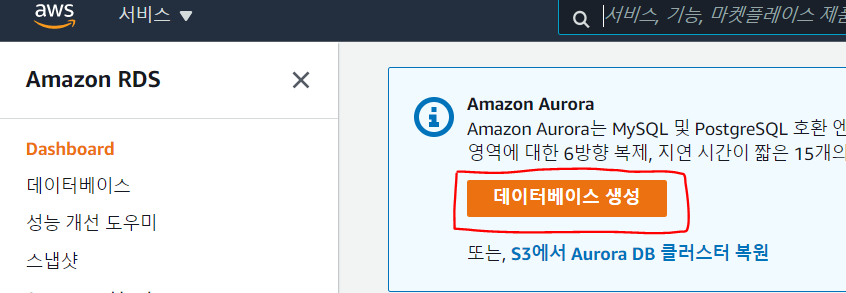 aws 서비스 ▼ 서비스, 기능, 마켓플레이스 제품
Amazon RDS ×
Dashboard
데이터베이스
성능 개선 도우미
스냅샷
Amazon Aurora
Amazon Aurora는 MySQL 및 PostgreSQL 호환 엔
영역에 대한 6방향 복제, 지연 시간이 짧은 15개의
데이터베이스 생성
또는, S3에서 Aurora DB 클러스터 복원